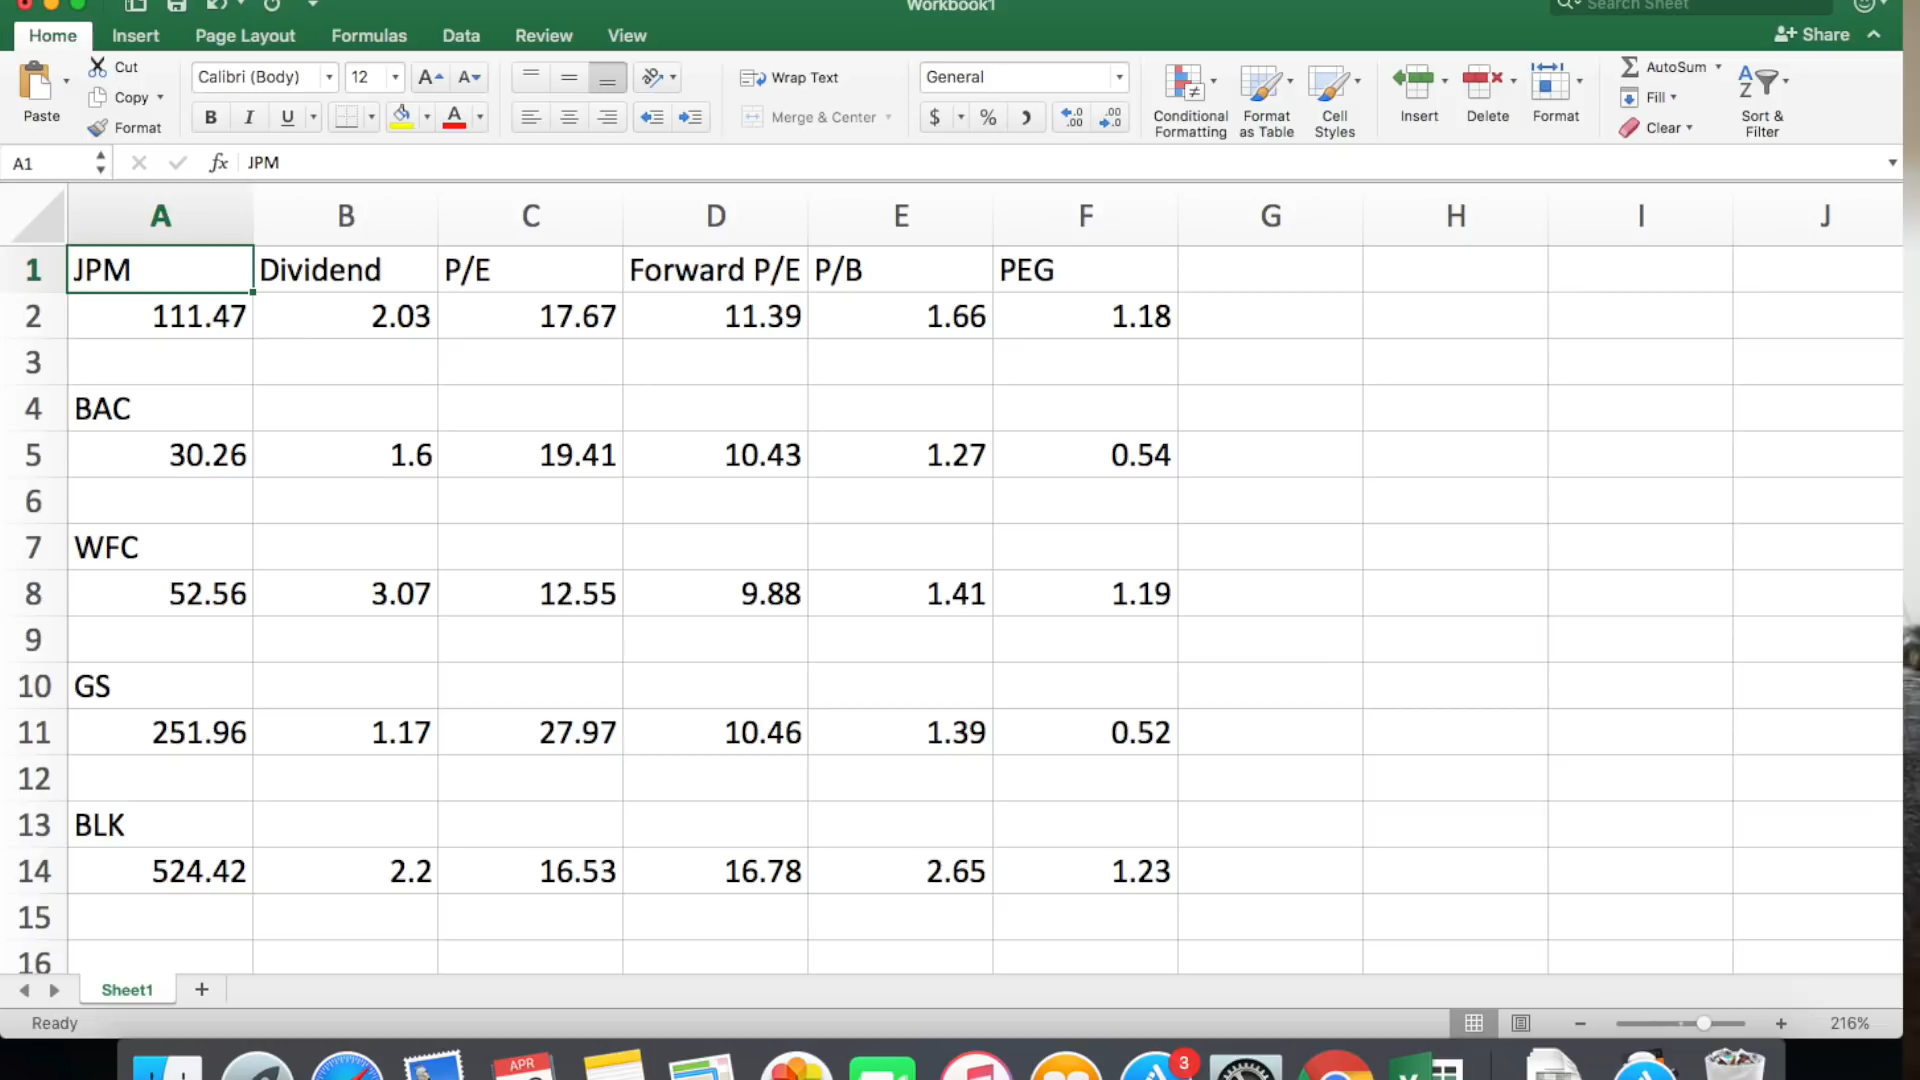 Workbook1
Search Sheet
Home Insert Page Layout Formulas Data Review View Share
Paste Cut Copy Format
Calibri (Body) 12 A A
B I U A
Wrap Text
Merge & Center
General
$ % .0 .00 .00 .0
Conditional Formatting
Format as Table
Cell Styles
Insert Delete Format
AutoSum
Fill
Clear
A Z
Sort & Filter
A1 fx JPM
A B C D E F G H I J
1 JPM Dividend P/E Forward P/E P/B PEG
2 111.47 2.03 17.67 11.39 1.66 1.18
3
4 BAC
5 30.26 1.6 19.41 10.43 1.27 0.54
6
7 WFC
8 52.56 3.07 12.55 9.88 1.41 1.19
9
10 GS
11 251.96 1.17 27.97 10.46 1.39 0.52
12
13 BLK
14 524.42 2.2 16.53 16.78 2.65 1.23
15
16
Sheet1 +
Ready 216%
APR 3